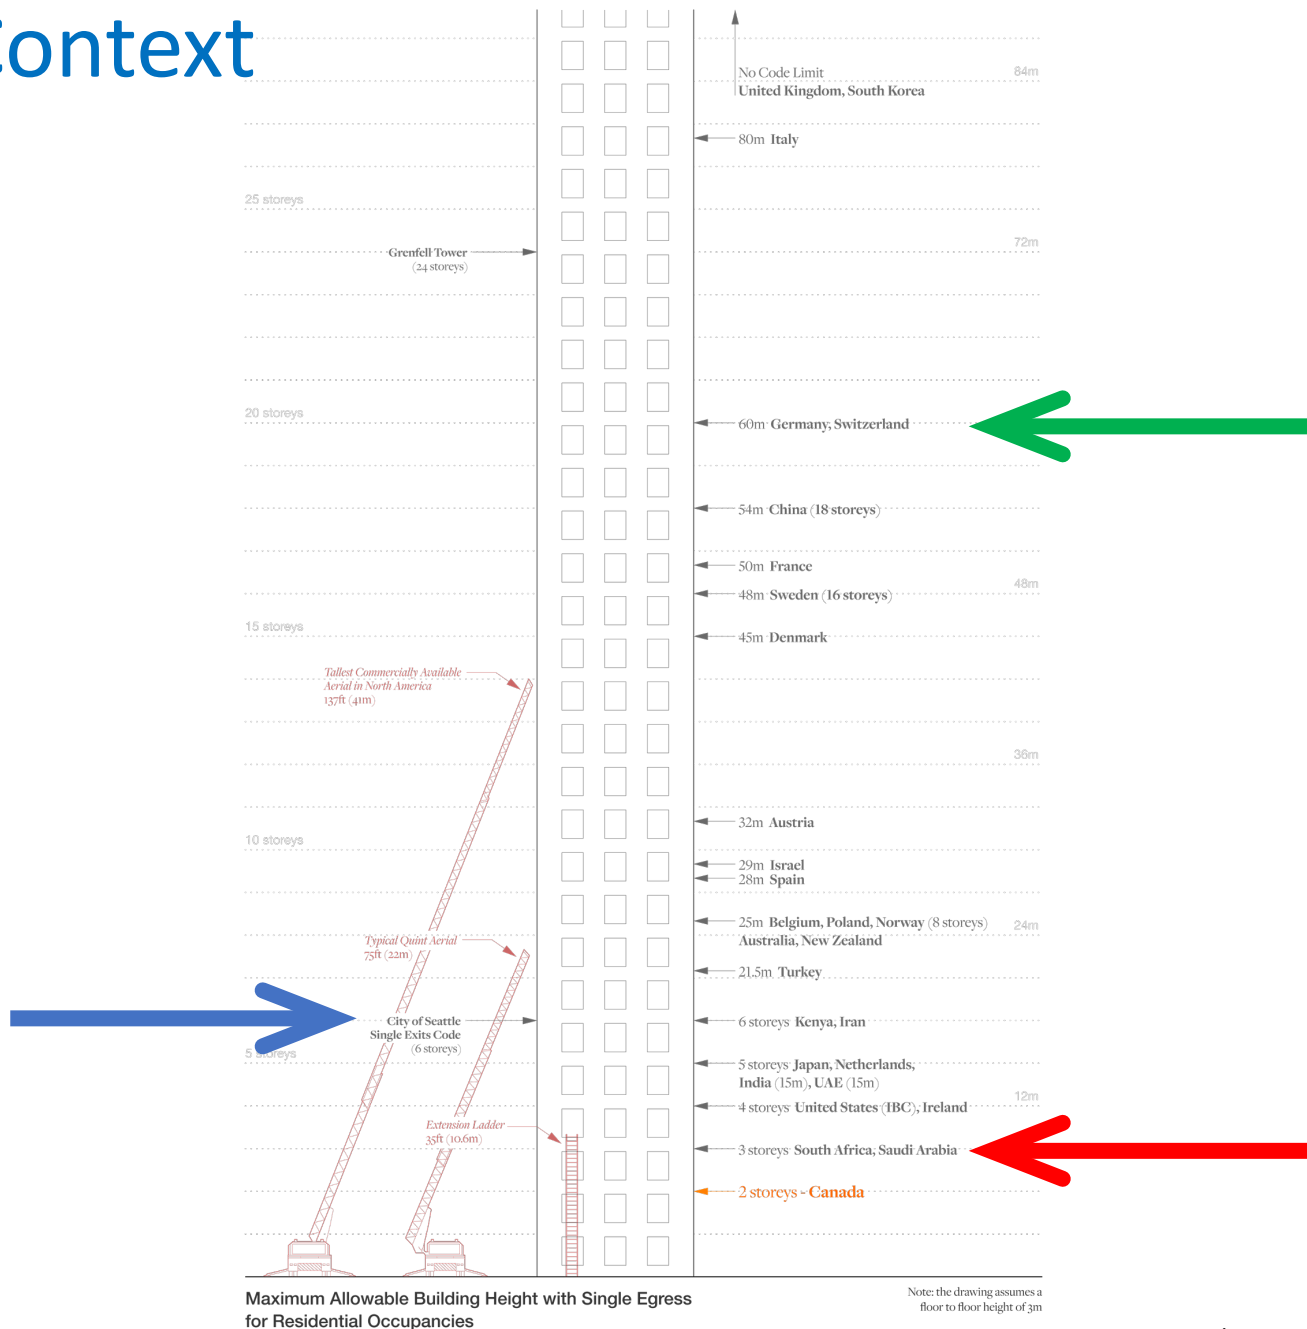 Context
No Code Limit
United Kingdom, South Korea
84m
80m Italy
25 storeys
72m
Grenfell Tower
(24 storeys)
20 storeys
60m Germany, Switzerland
54m China (18 storeys)
50m France
48m
48m Sweden (16 storeys)
15 storeys
45m Denmark
Tallest Commercially Available
Aerial in North America
137ft (41m)
36m
32m Austria
10 storeys
29m Israel
28m Spain
25m Belgium, Poland, Norway (8 storeys)
Australia, New Zealand
24m
Typical Quint Aerial
75ft (22m)
21.5m Turkey
City of Seattle
Single Exits Code
(6 storeys)
6 storeys Kenya, Iran
5 storeys
5 storeys Japan, Netherlands,
India (15m), UAE (15m)
12m
4 storeys United States (IBC), Ireland
Extension Ladder
35ft (10.6m)
3 storeys South Africa, Saudi Arabia
2 storeys - Canada
Maximum Allowable Building Height with Single Egress
for Residential Occupancies
Note: the drawing assumes a
floor to floor height of 3m